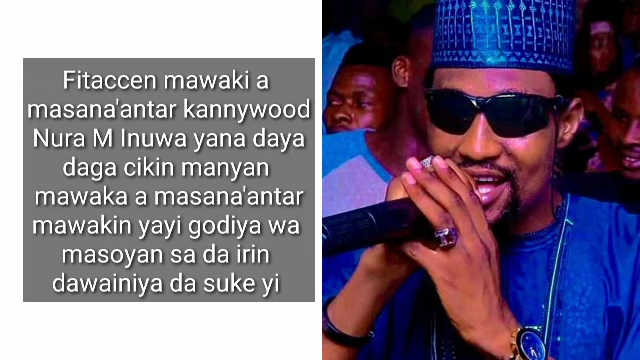 Fitaccen mawaki a
masana'antar kannywood
Nura M Inuwa yana daya
daga cikin manyan
mawaka a masana'antar
mawakin yayi godiya wa
masoyan sa da irin
dawainiya da suke yi